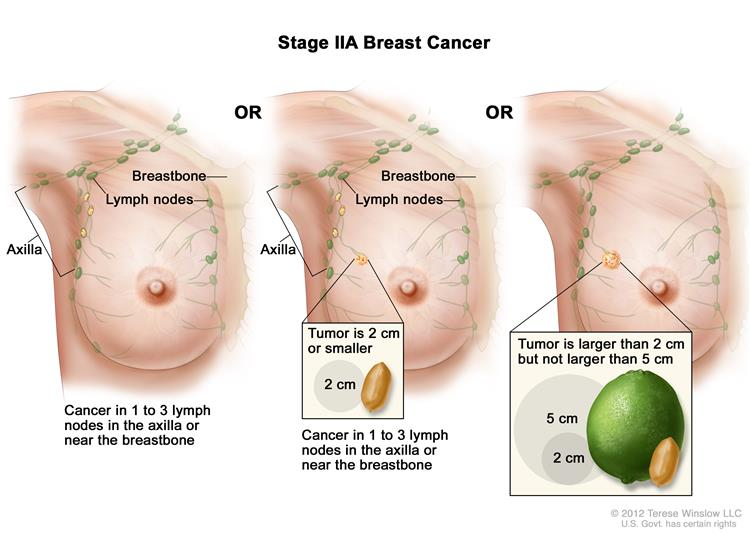 Stage IIA Breast Cancer
OR
OR
Breastbone
Lymph nodes
Axilla
Cancer in 1 to 3 lymph
nodes in the axilla or
near the breastbone
Breastbone
Lymph nodes
Axilla
Tumor is 2 cm
or smaller
2 cm
Cancer in 1 to 3 lymph
nodes in the axilla or
near the breastbone
Tumor is larger than 2 cm
but not larger than 5 cm
5 cm
2 cm
© 2012 Terese Winslow LLC
U.S. Govt. has certain rights